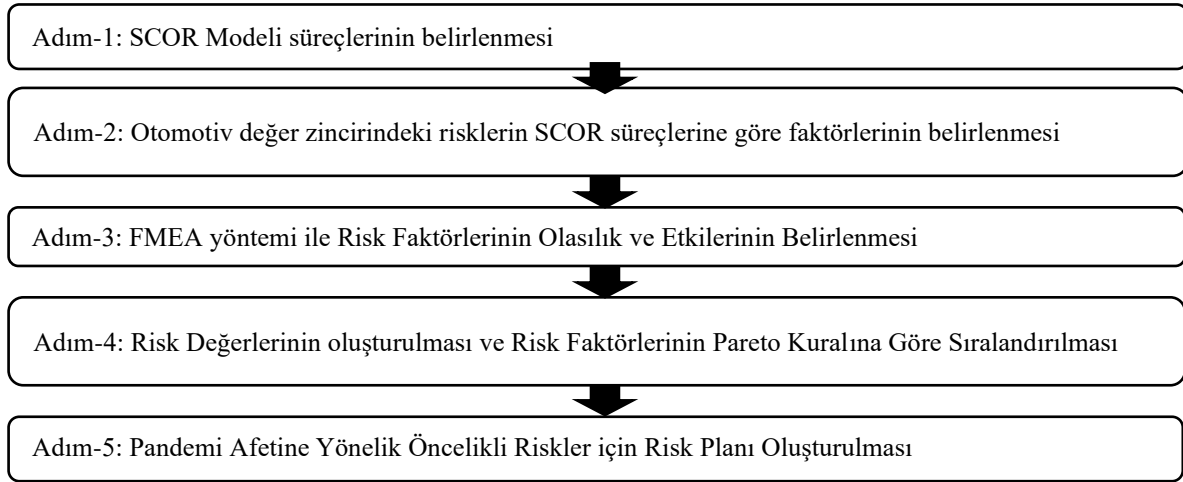 Adım-1: SCOR Modeli süreçlerinin belirlenmesi
Adım-2: Otomotiv değer zincirindeki risklerin SCOR süreçlerine göre faktörlerinin belirlenmesi
Adım-3: FMEA yöntemi ile Risk Faktörlerinin Olasılık ve Etkilerinin Belirlenmesi
Adım-4: Risk Değerlerinin oluşturulması ve Risk Faktörlerinin Pareto Kuralına Göre Sıralandırılması
Adım-5: Pandemi Afetine Yönelik Öncelikli Riskler için Risk Planı Oluşturulması